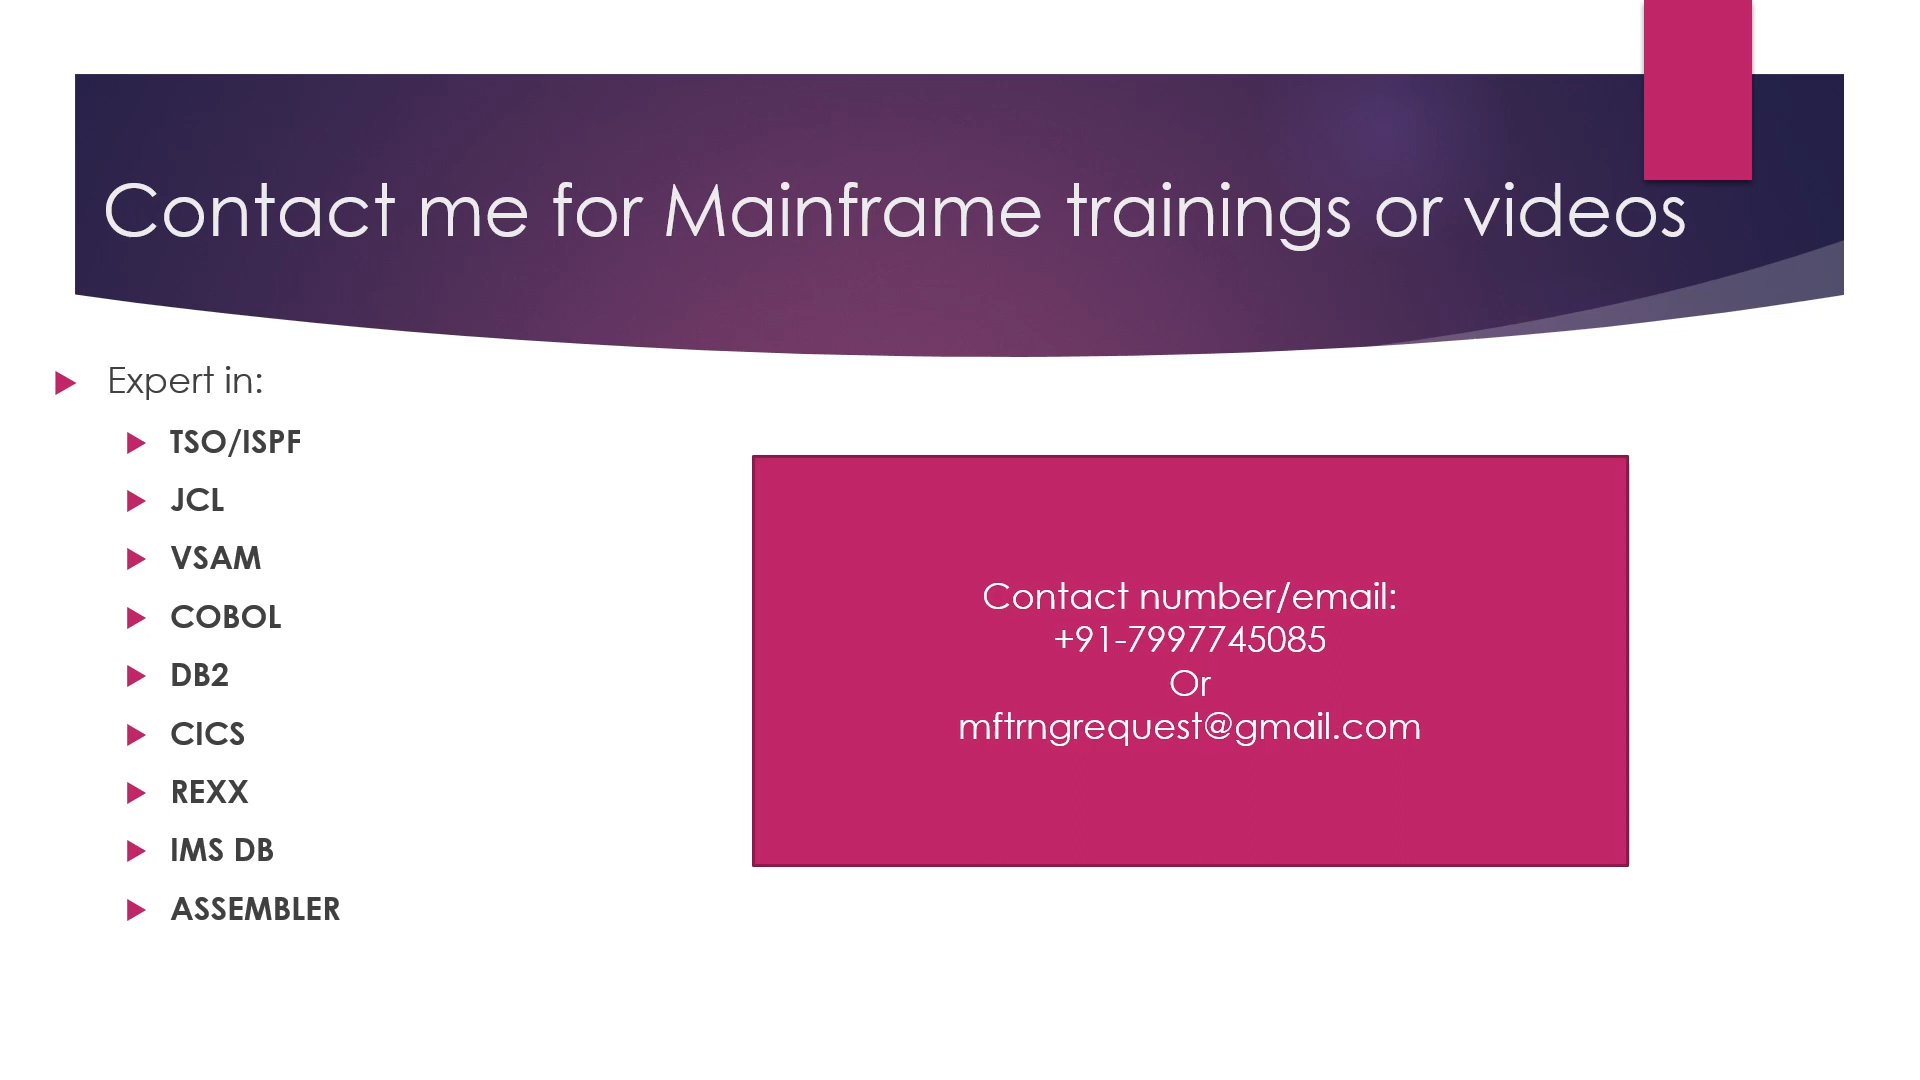 Contact me for Mainframe trainings or videos
Expert in:
TSO/ISPF
JCL
VSAM
COBOL
DB2
CICS
REXX
IMS DB
ASSEMBLER
Contact number/email:
+91-7997745085
Or
mftrngrequest@gmail.com